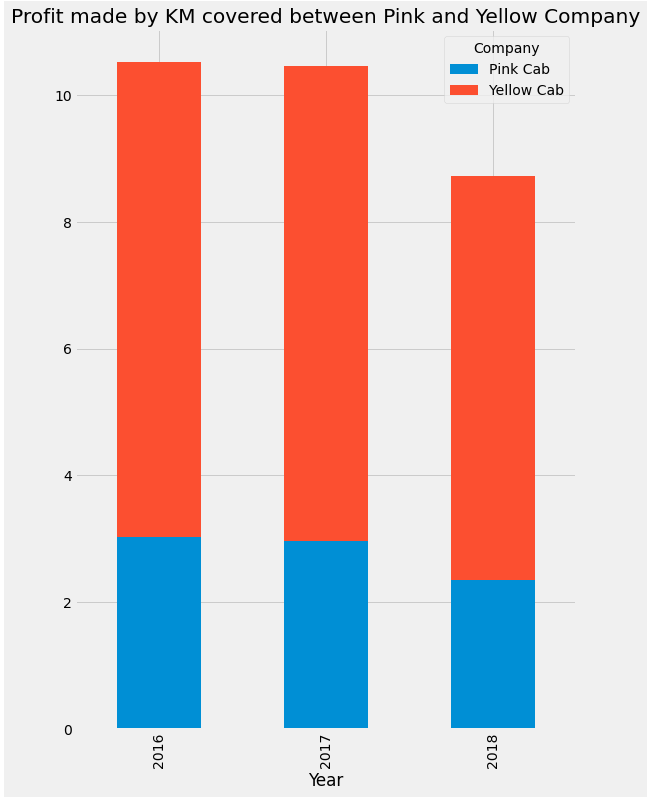 Profit made by KM covered between Pink and Yellow Company
Company
Pink Cab
Yellow Cab
10
8
6
4
2
0
2016
2017
2018
Year